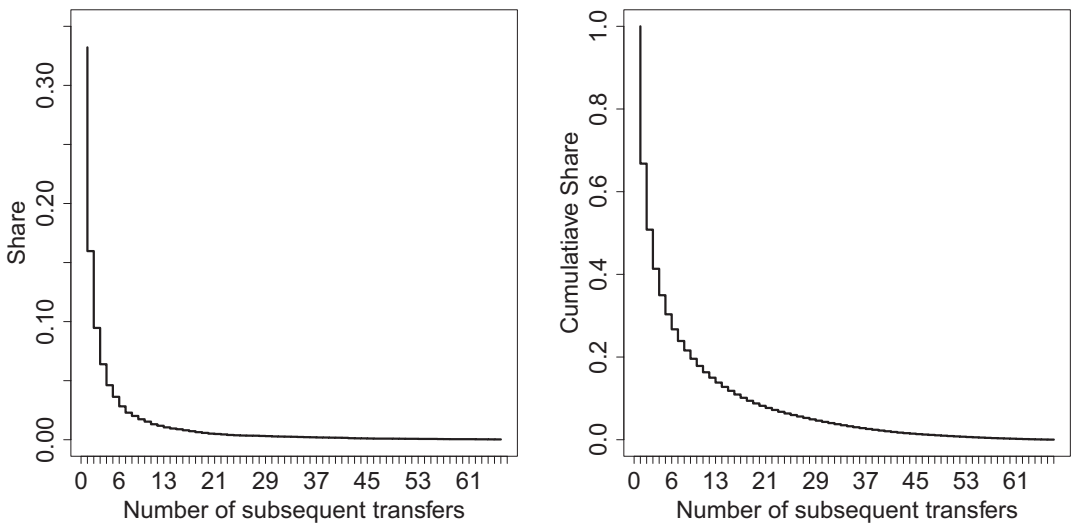 Share
0.00 0.10 0.20 0.30
0 6 13 21 29 37 45 53 61
Number of subsequent transfers
Cumulatiave Share
0.0 0.2 0.4 0.6 0.8 1.0
0 6 13 21 29 37 45 53 61
Number of subsequent transfers